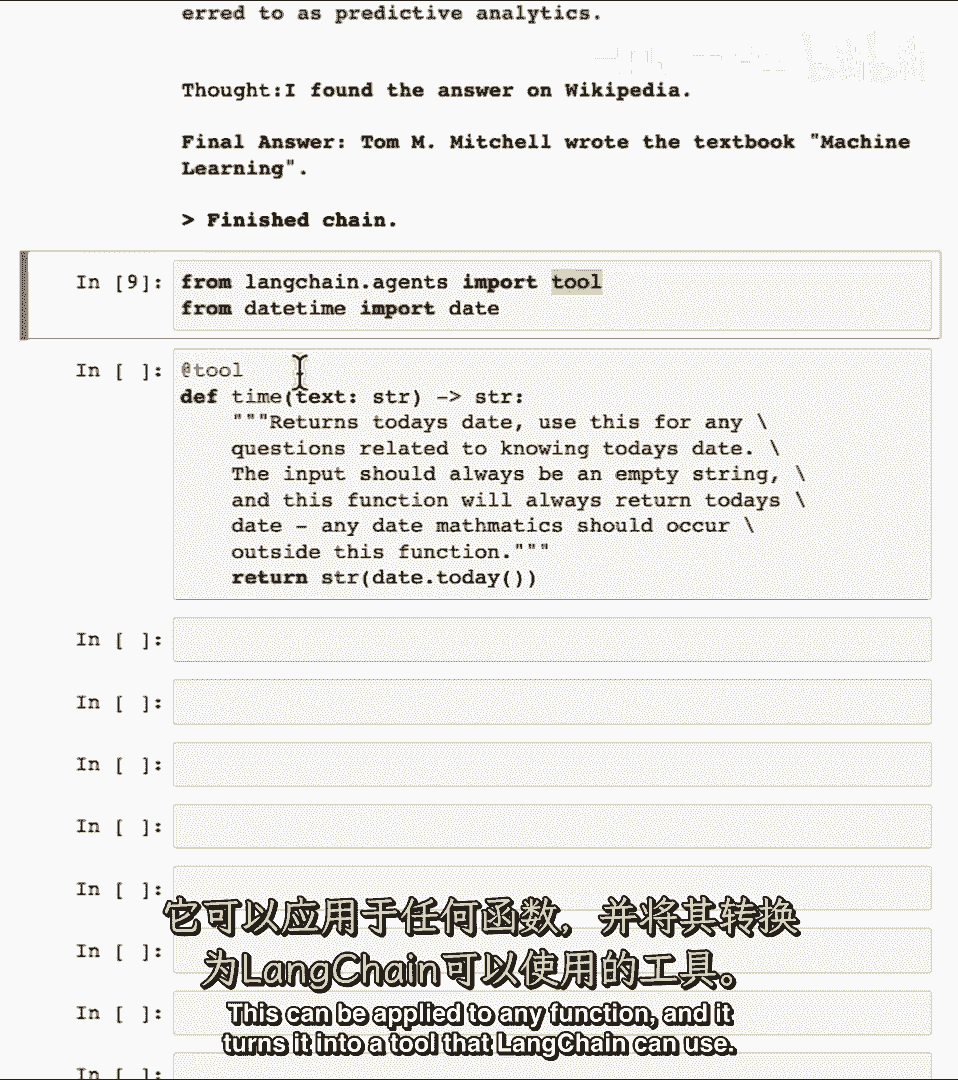 erred to as predictive analytics.
Thought:I found the answer on Wikipedia.
Final Answer: Tom M. Mitchell wrote the textbook "Machine
Learning".
> Finished chain.
In [9]: from langchain.agents import tool
from datetime import date
In [ ]: @tool
def time(text: str) -> str:
"""Returns todays date, use this for any \
questions related to knowing todays date. \
The input should always be an empty string, \
and this function will always return todays \
date - any date mathmatics should occur \
outside this function."""
return str(date.today())
In [ ]:
In [ ]:
In [ ]:
In [ ]:
In [ ]:
In [ ]:
In [ ]:
In [ ]:
它可以应用于任何函数，并将其转换
为LangChain可以使用的工具。
This can be applied to any function, and it
turns it into a tool that LangChain can use.